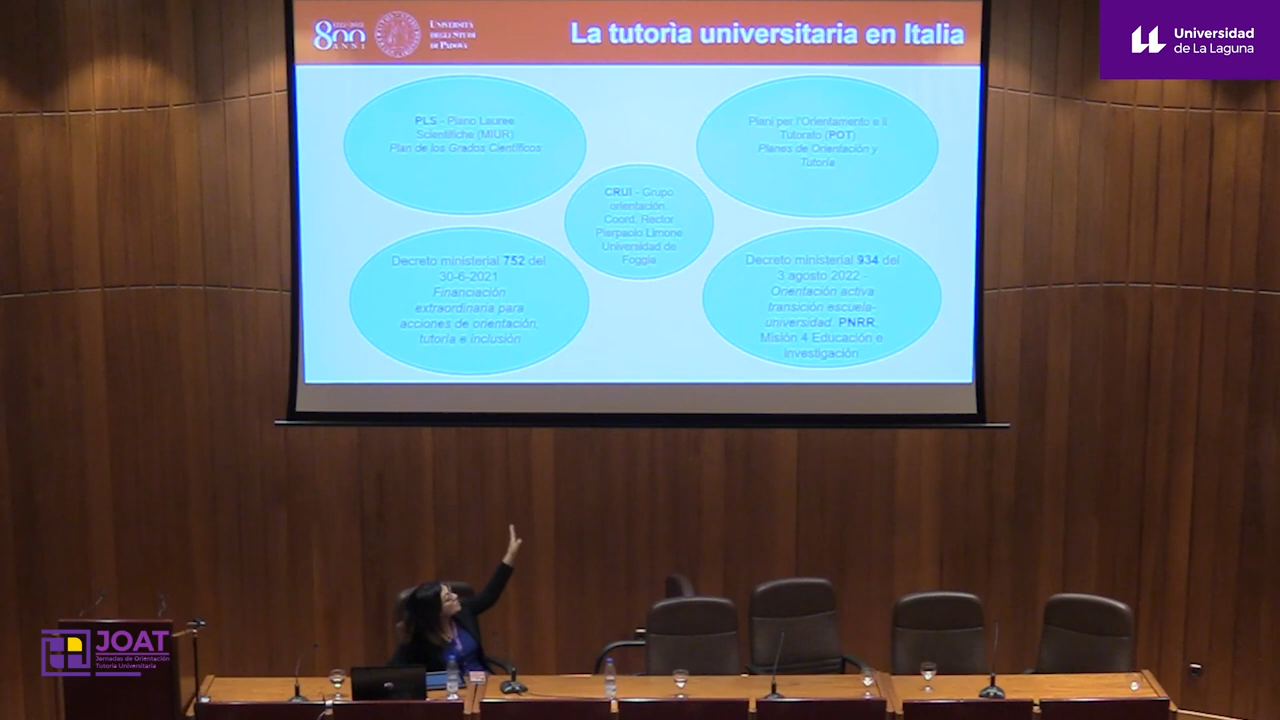 800
1222-2022
ANNI
UNIVERSITÀ
DEGLI STUDI
DI PADOVA
La tutorìa universitaria en Italia
PLS - Piano Lauree
Scientifiche (MIUR)
Plan de los Grados Científicos
Piani per l'Orientamento e il
Tutorato (POT)
Planes de Orientación y
Tutoría
CRUI - Grupo
orientación.
Coord. Rector
Pierpaolo Limone
Universidad de
Foggia
Decreto ministerial 752 del
30-6-2021
Financiación
extraordinaria para
acciones de orientación,
tutoría e inclusión
Decreto ministerial 934 del
3 agosto 2022 -
Orientación activa
transición escuela-
universidad. PNRR,
Misión 4 Educación e
investigación
Universidad
de La Laguna
JOAT
Jornadas de Orientación
Tutoría Universitaria